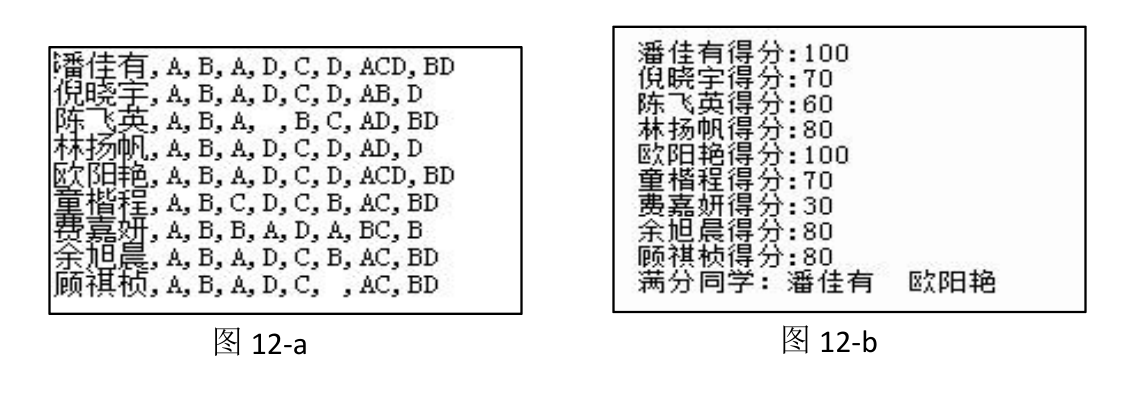 潘佳有,A,B,A,D,C,D,ACD,BD
倪晓宇,A,B,A,D,C,D,AB,D
陈飞英,A,B,A, ,B,C,AD,BD
林扬帆,A,B,A,D,C,D,AD,D
欧阳艳,A,B,A,D,C,D,ACD,BD
童楷程,A,B,C,D,C,B,AC,BD
费嘉妍,A,B,B,A,D,A,BC,B
余旭晨,A,B,A,D,C,B,AC,BD
顾祺桢,A,B,A,D,C, ,AC,BD
图 12-a
潘佳有得分:100
倪晓宇得分:70
陈飞英得分:60
林扬帆得分:80
欧阳艳得分:100
童楷程得分:70
费嘉妍得分:30
余旭晨得分:80
顾祺桢得分:80
满分同学: 潘佳有 欧阳艳
图 12-b